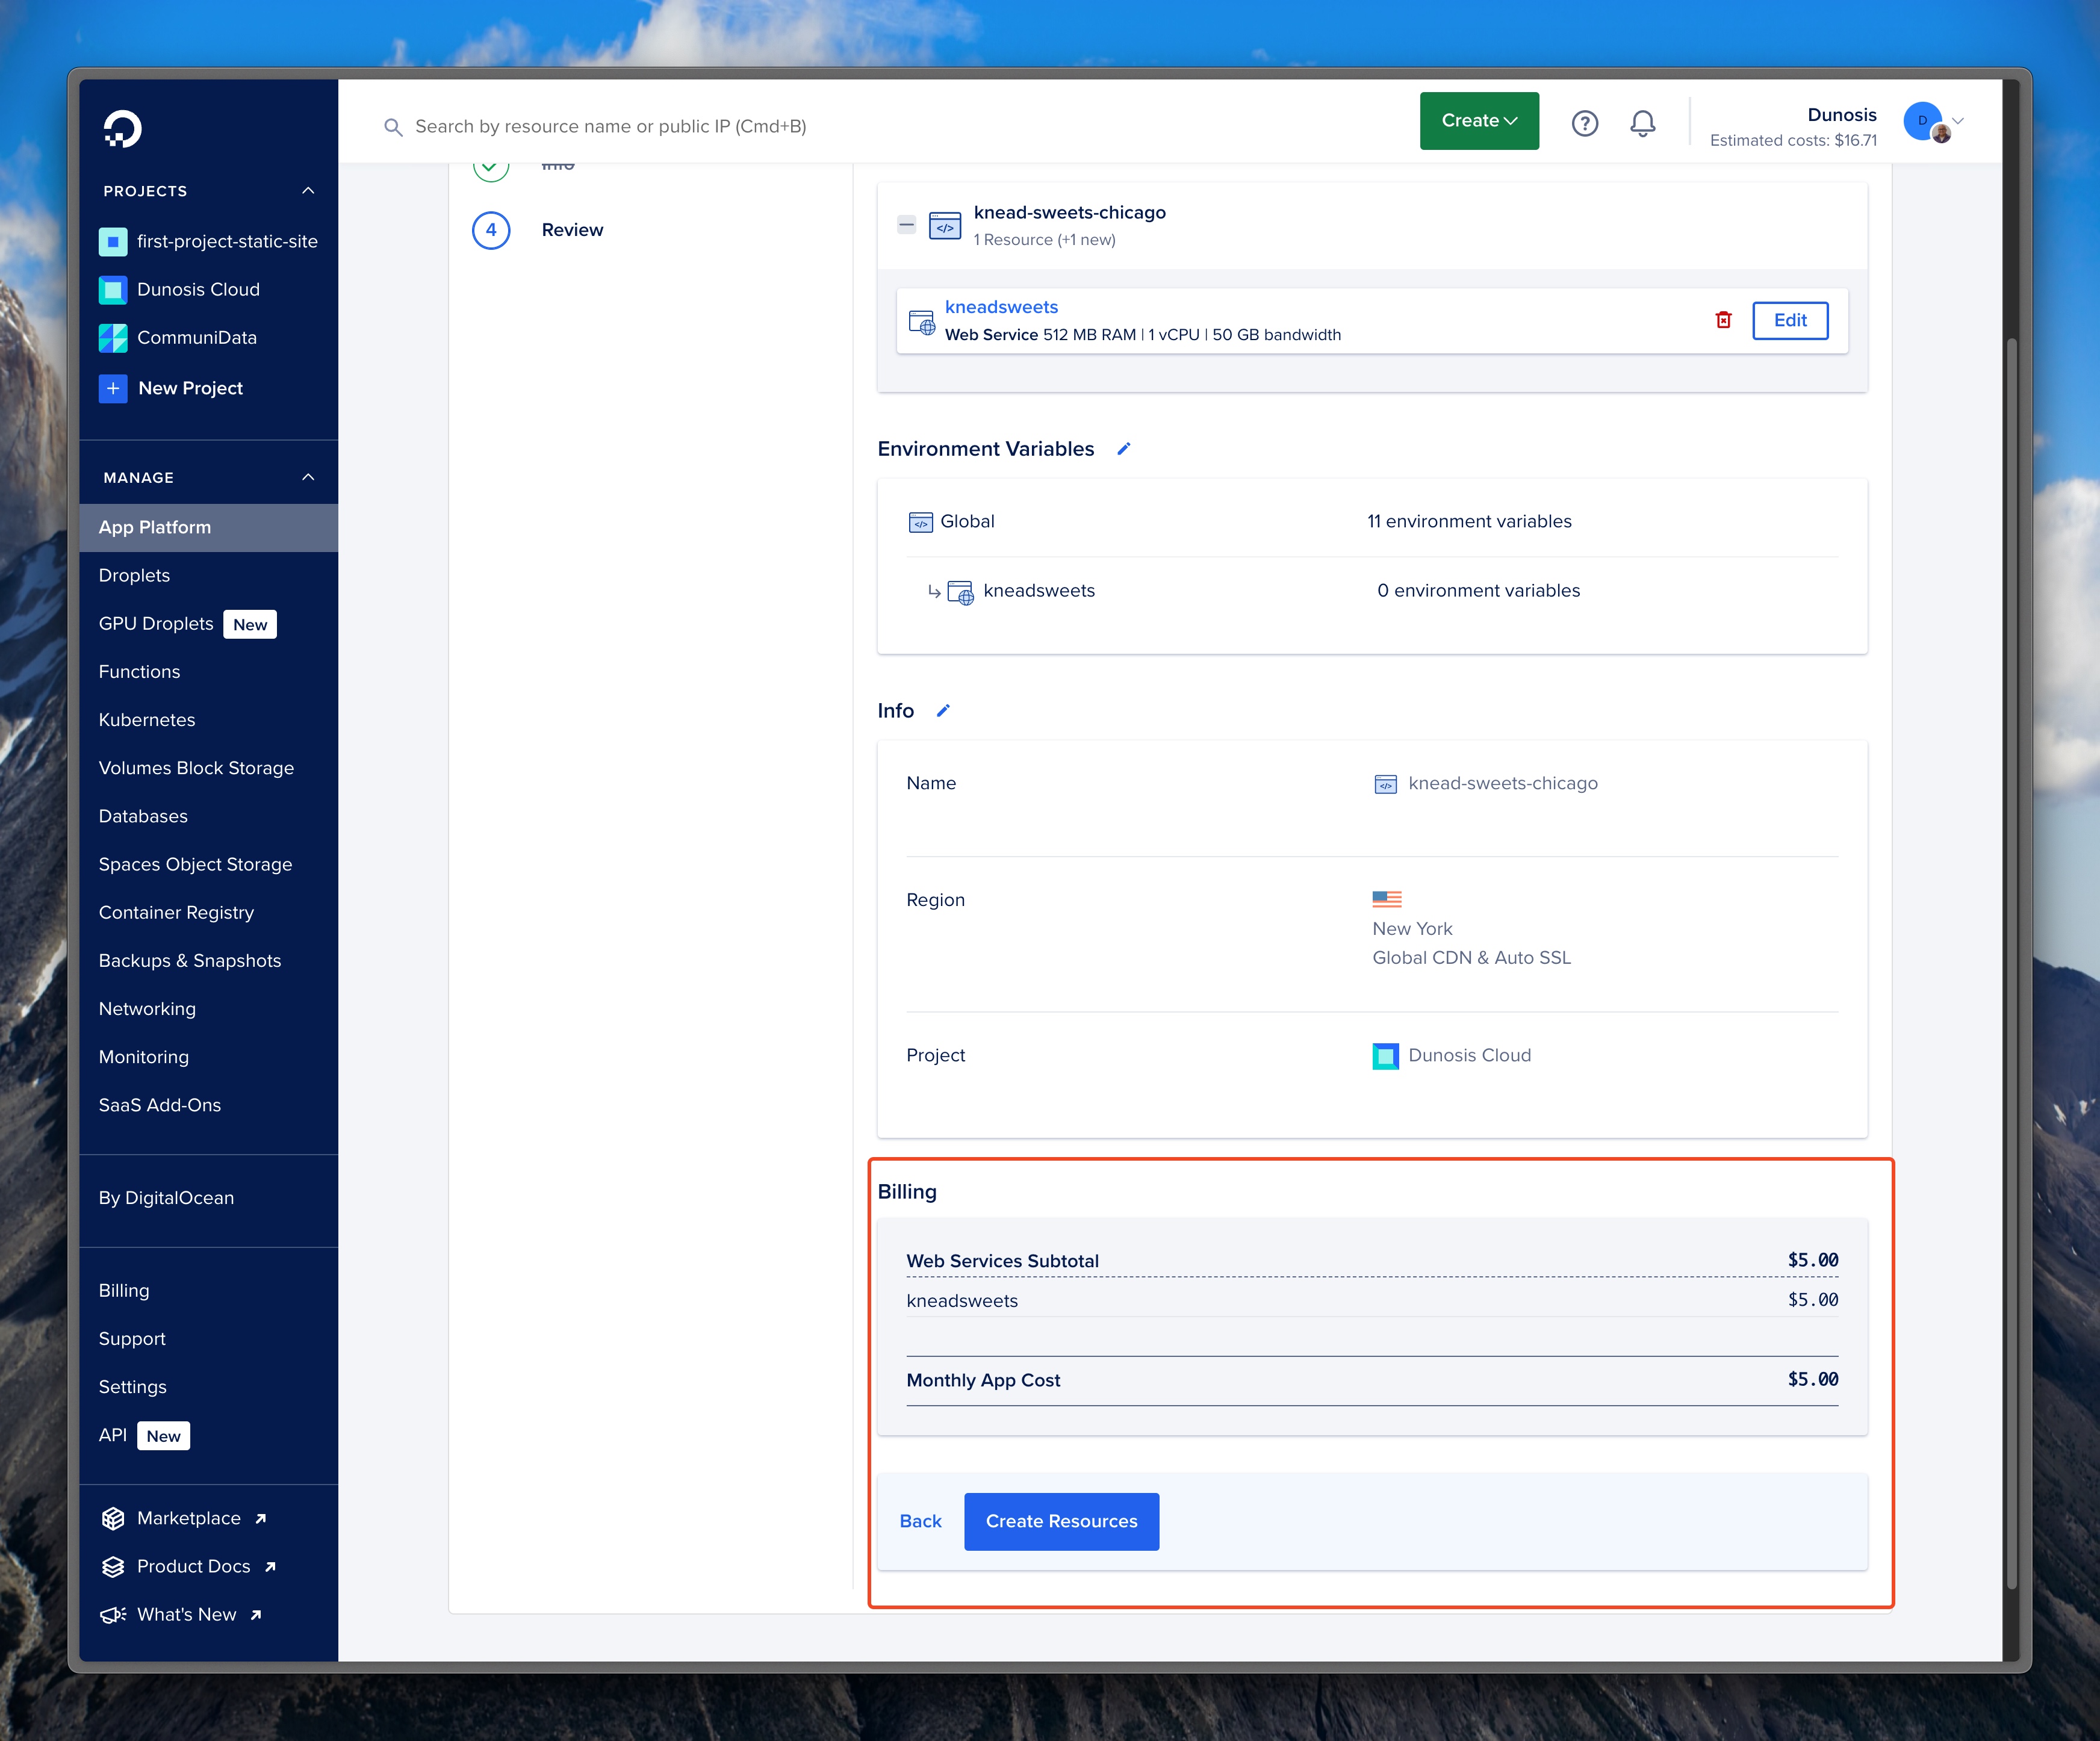 Search by resource name or public IP (Cmd+B)
Create
Dunosis
Estimated costs: $16.71
D
PROJECTS
first-project-static-site
Dunosis Cloud
CommuniData
New Project
MANAGE
App Platform
Droplets
GPU Droplets New
Functions
Kubernetes
Volumes Block Storage
Databases
Spaces Object Storage
Container Registry
Backups & Snapshots
Networking
Monitoring
SaaS Add-Ons
By DigitalOcean
Billing
Support
Settings
API New
Marketplace
Product Docs
What's New
Info
4 Review
knead-sweets-chicago
1 Resource (+1 new)
kneadsweets
Web Service 512 MB RAM | 1 vCPU | 50 GB bandwidth
Edit
Environment Variables
Global 11 environment variables
kneadsweets 0 environment variables
Info
Name knead-sweets-chicago
Region
New York
Global CDN & Auto SSL
Project Dunosis Cloud
Billing
Web Services Subtotal $5.00
kneadsweets $5.00
Monthly App Cost $5.00
Back Create Resources